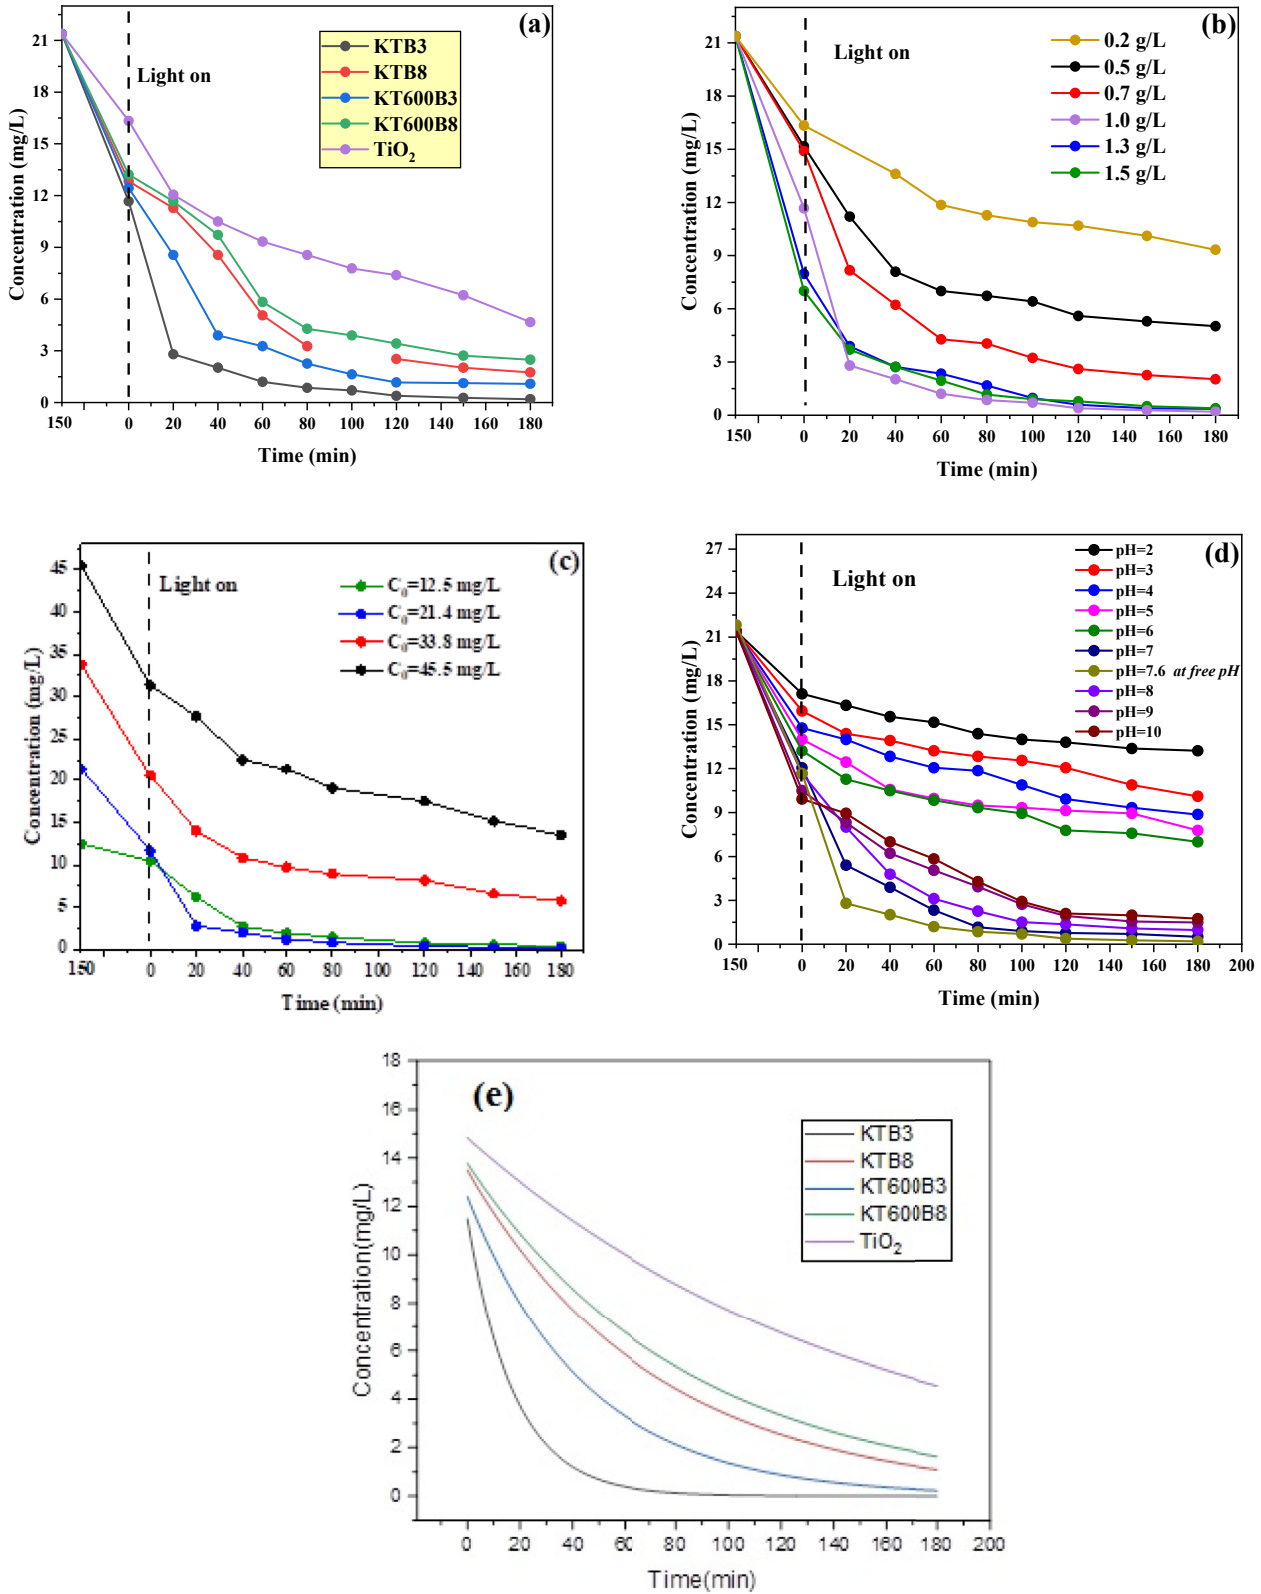 (a)
KTB3
KTB8
KT600B3
KT600B8
TiO₂
Light on
Concentration (mg/L)
21
18
15
12
9
6
3
0
150 0 20 40 60 80 100 120 140 160 180
Time (min)
(b)
0.2 g/L
0.5 g/L
0.7 g/L
1.0 g/L
1.3 g/L
1.5 g/L
Light on
Concentration (mg/L)
21
18
15
12
9
6
3
0
150 0 20 40 60 80 100 120 140 160 180
Time (min)
(c)
C₀=12.5 mg/L
C₀=21.4 mg/L
C₀=33.8 mg/L
C₀=45.5 mg/L
Light on
Concentration (mg/L)
45
40
35
30
25
20
15
10
5
0
150 0 20 40 60 80 100 120 140 160 180
Time (min)
(d)
pH=2
pH=3
pH=4
pH=5
pH=6
pH=7
pH=7.6 at free pH
pH=8
pH=9
pH=10
Light on
Concentration (mg/L)
27
24
21
18
15
12
9
6
3
0
150 0 20 40 60 80 100 120 140 160 180 200
Time (min)
(e)
KTB3
KTB8
KT600B3
KT600B8
TiO₂
Concentration(mg/L)
18
16
14
12
10
8
6
4
2
0
0 20 40 60 80 100 120 140 160 180 200
Time(min)